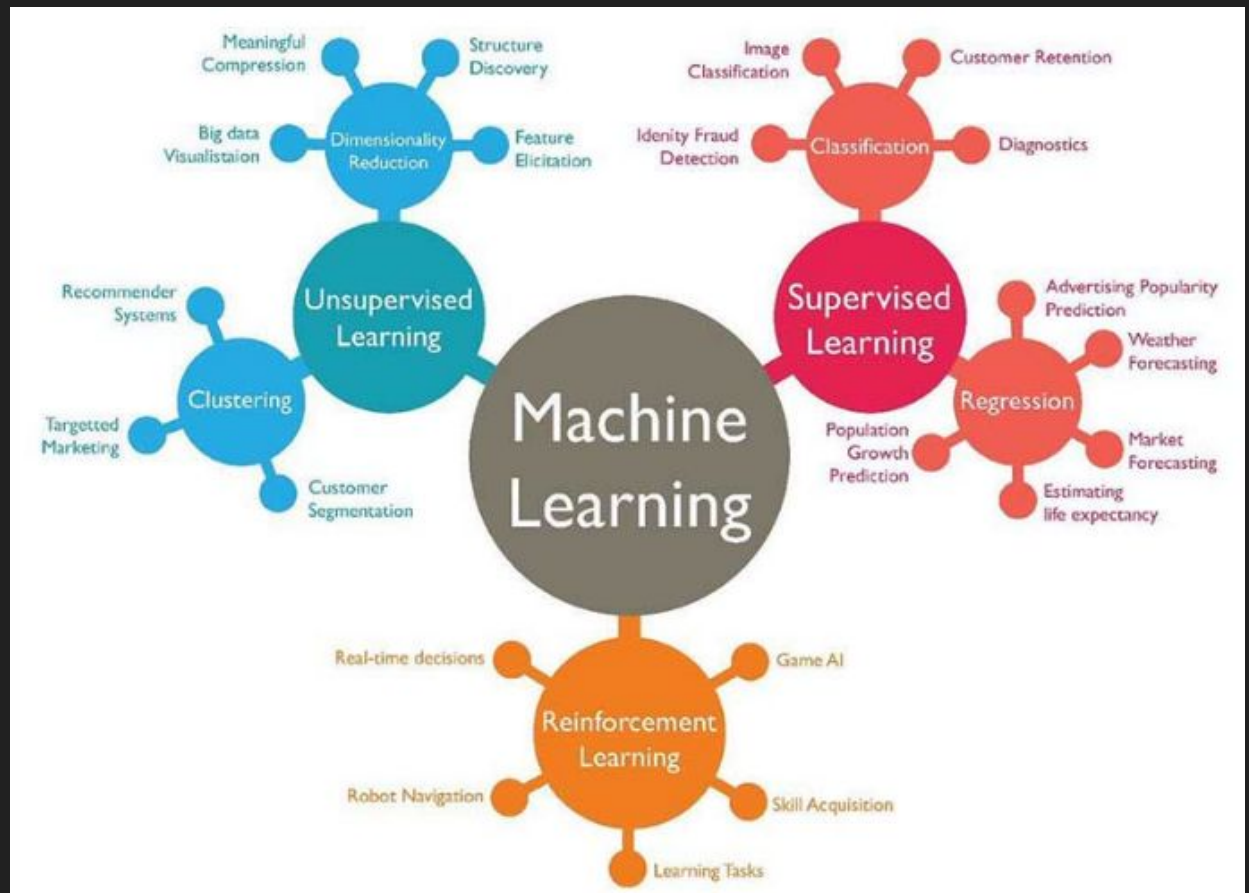 Meaningful
Compression
Structure
Discovery
Big data
Visualistaion
Dimensionality
Reduction
Feature
Elicitation
Unsupervised
Learning
Recommender
Systems
Clustering
Targetted
Marketing
Customer
Segmentation
Image
Classification
Customer Retention
Idenity Fraud
Detection
Classification
Diagnostics
Supervised
Learning
Advertising Popularity
Prediction
Weather
Forecasting
Regression
Population
Growth
Prediction
Market
Forecasting
Estimating
life expectancy
Machine
Learning
Real-time decisions
Game AI
Reinforcement
Learning
Robot Navigation
Skill Acquisition
Learning Tasks